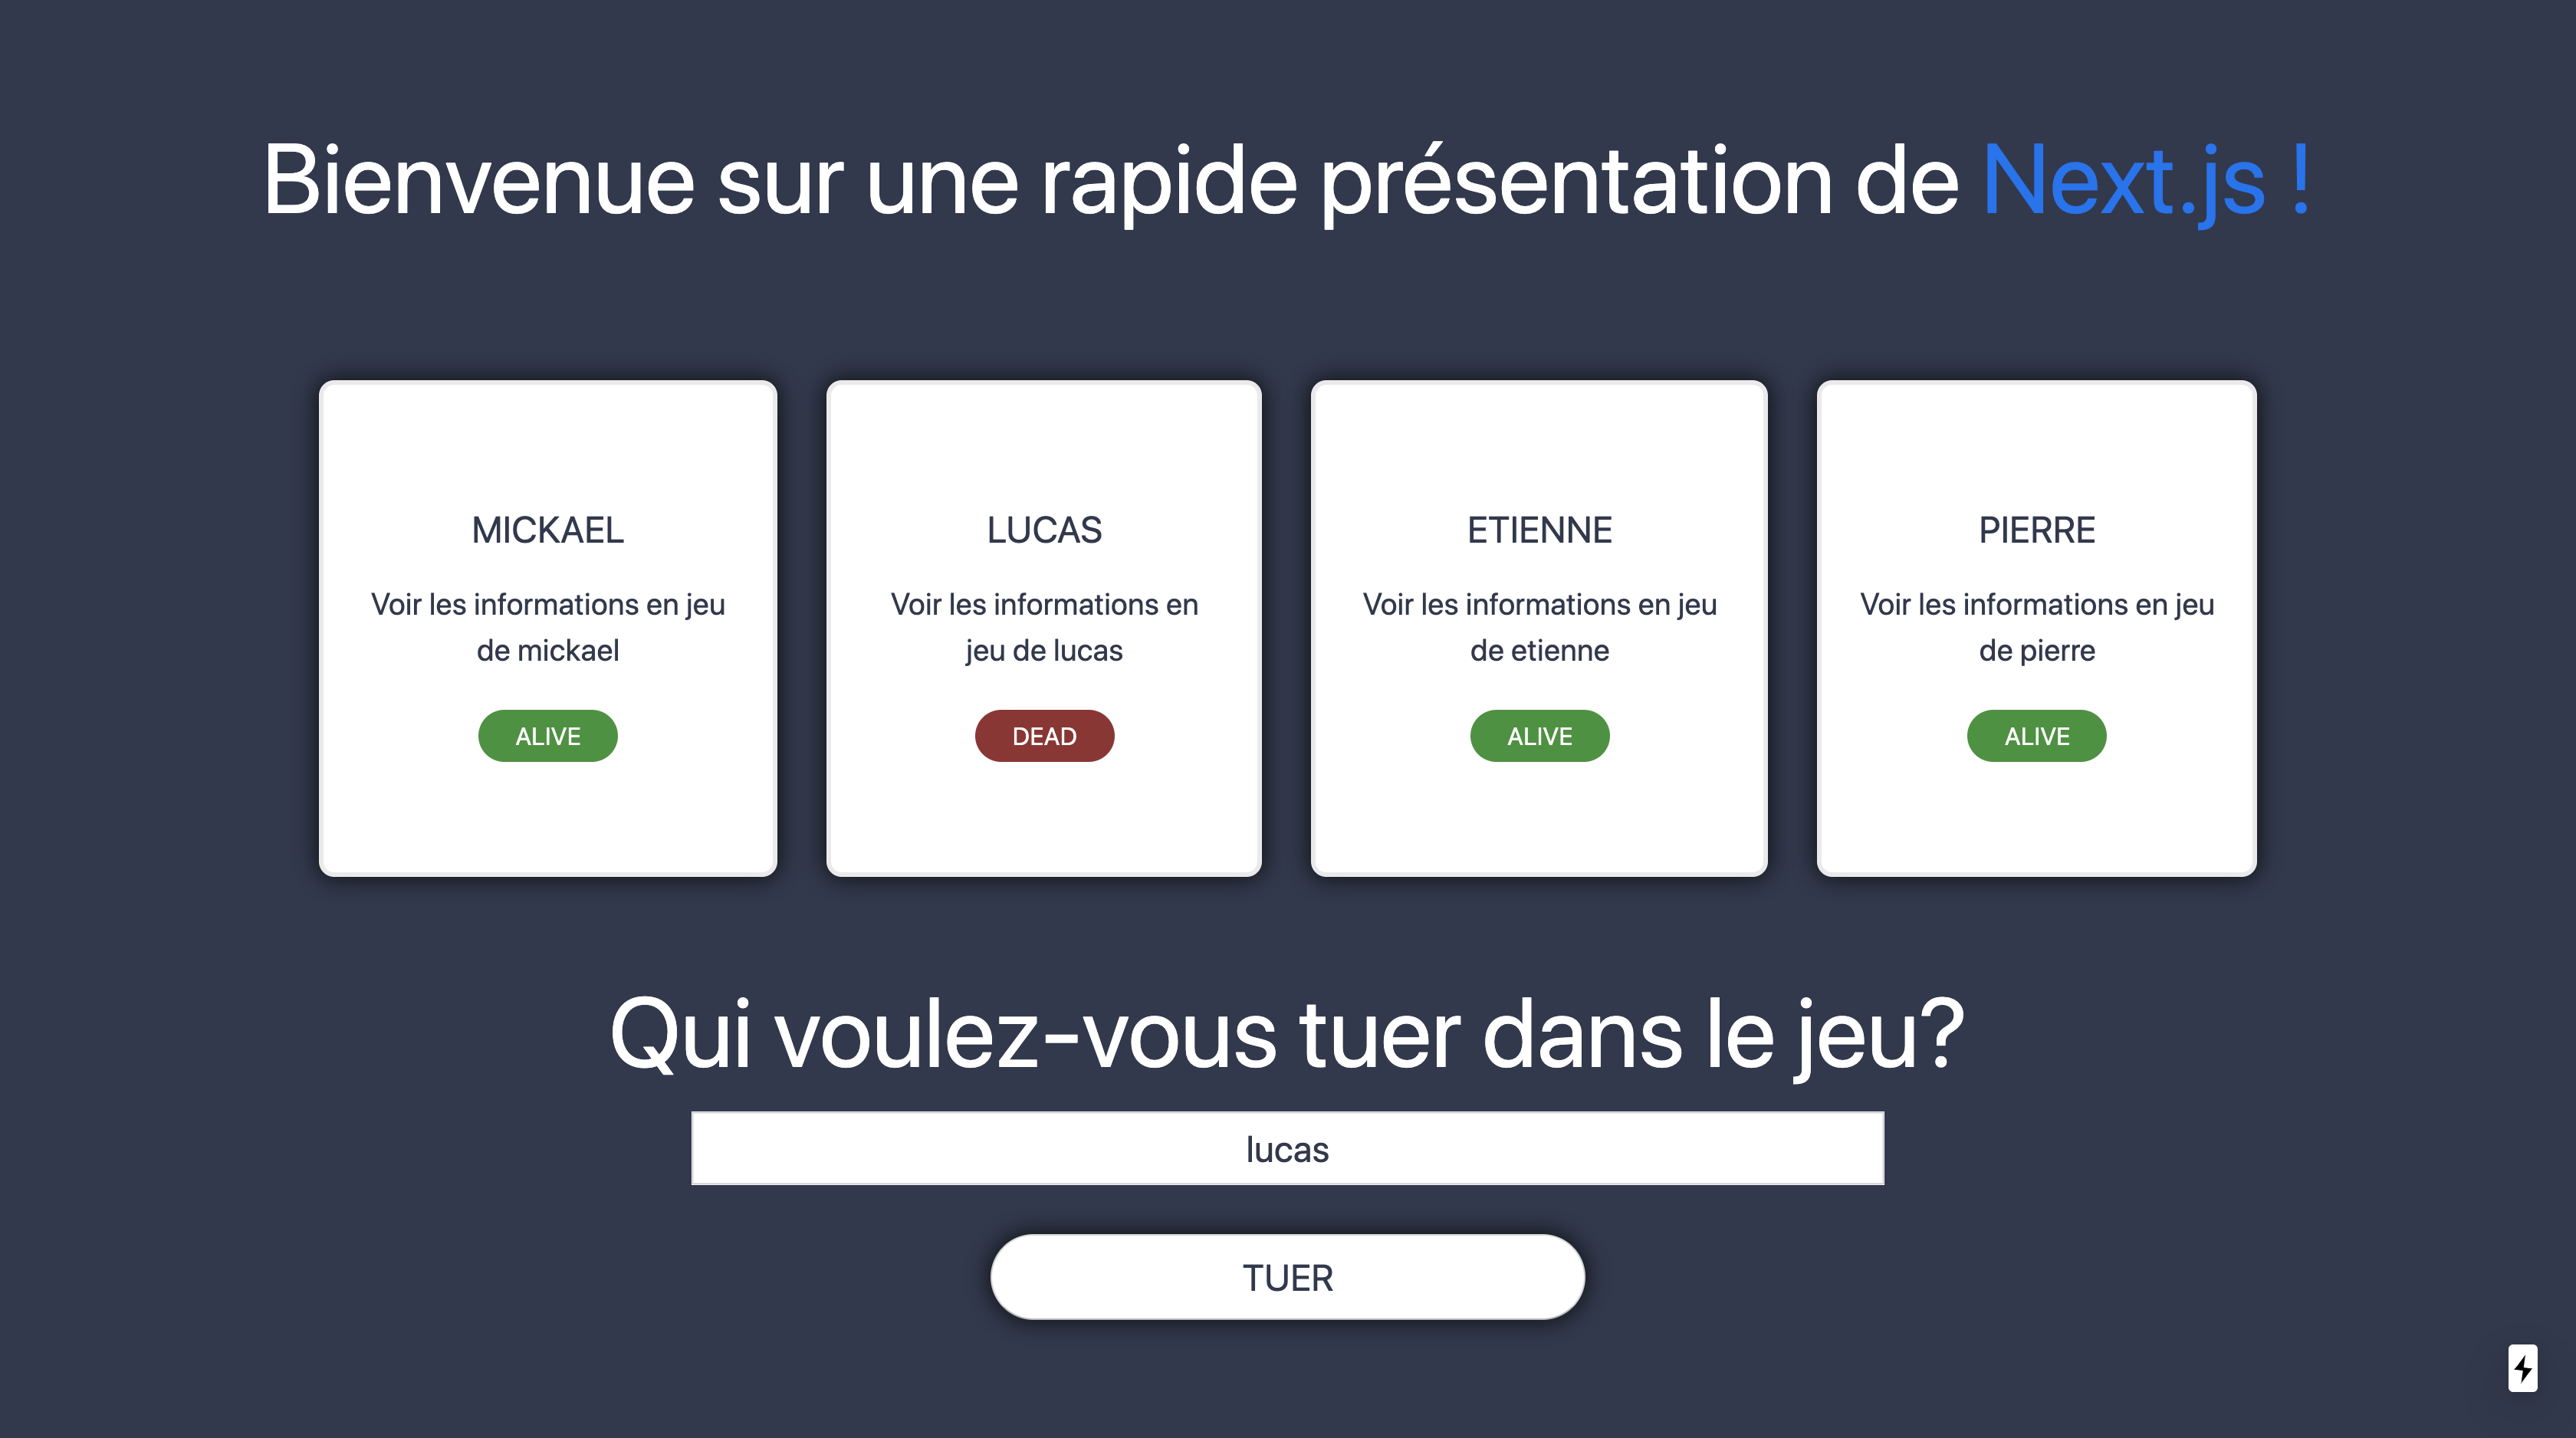 Bienvenue sur une rapide présentation de Next.js !
MICKAEL
Voir les informations en jeu
de mickael
ALIVE
LUCAS
Voir les informations en
jeu de lucas
DEAD
ETIENNE
Voir les informations en jeu
de etienne
ALIVE
PIERRE
Voir les informations en jeu
de pierre
ALIVE
Qui voulez-vous tuer dans le jeu?
lucas
TUER